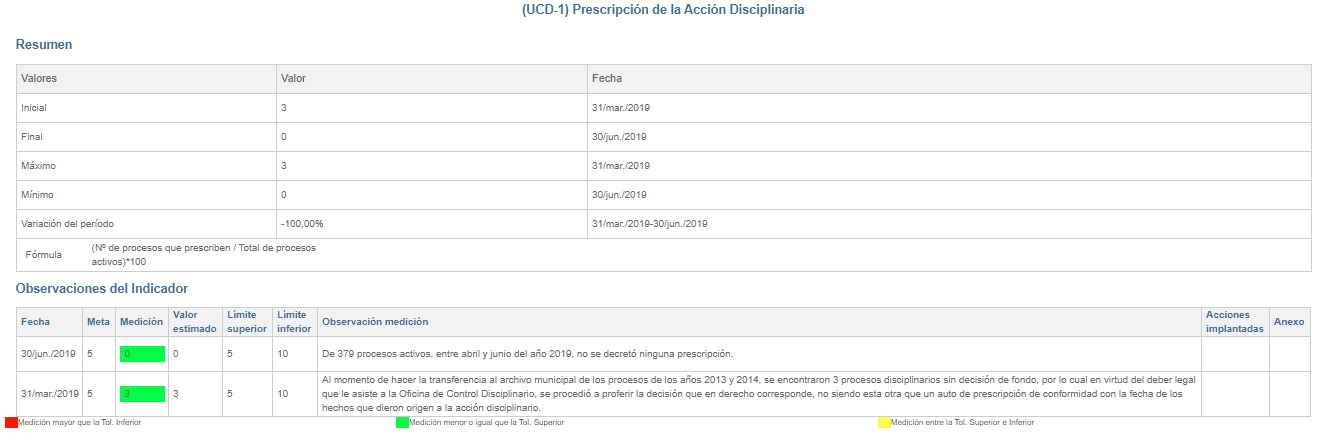 (UCD-1) Prescripción de la Acción Disciplinaria
Resumen
Valores Valor Fecha
Inicial 3 31/mar./2019
Final 0 30/jun./2019
Máximo 3 31/mar./2019
Mínimo 0 30/jun./2019
Variación del período -100,00% 31/mar./2019-30/jun./2019
Fórmula (Nº de procesos que prescriben / Total de procesos
activos)*100
Observaciones del Indicador
Fecha Meta Medición Valor estimado Límite superior Límite inferior Observación medición Acciones implantadas Anexo
30/jun./2019 5 0 0 5 10 De 379 procesos activos, entre abril y junio del año 2019, no se decretó ninguna prescripción.
31/mar./2019 5 3 3 5 10 Al momento de hacer la transferencia al archivo municipal de los procesos de los años 2013 y 2014, se encontraron 3 procesos disciplinarios sin decisión de fondo, por lo cual en virtud del deber legal
que le asiste a la Oficina de Control Disciplinario, se procedió a proferir la decisión que en derecho corresponde, no siendo esta otra que un auto de prescripción de conformidad con la fecha de los
hechos que dieron origen a la acción disciplinario.
Medición mayor que la Tol. Inferior Medición menor o igual que la Tol. Superior Medición entre la Tol. Superior e Inferior